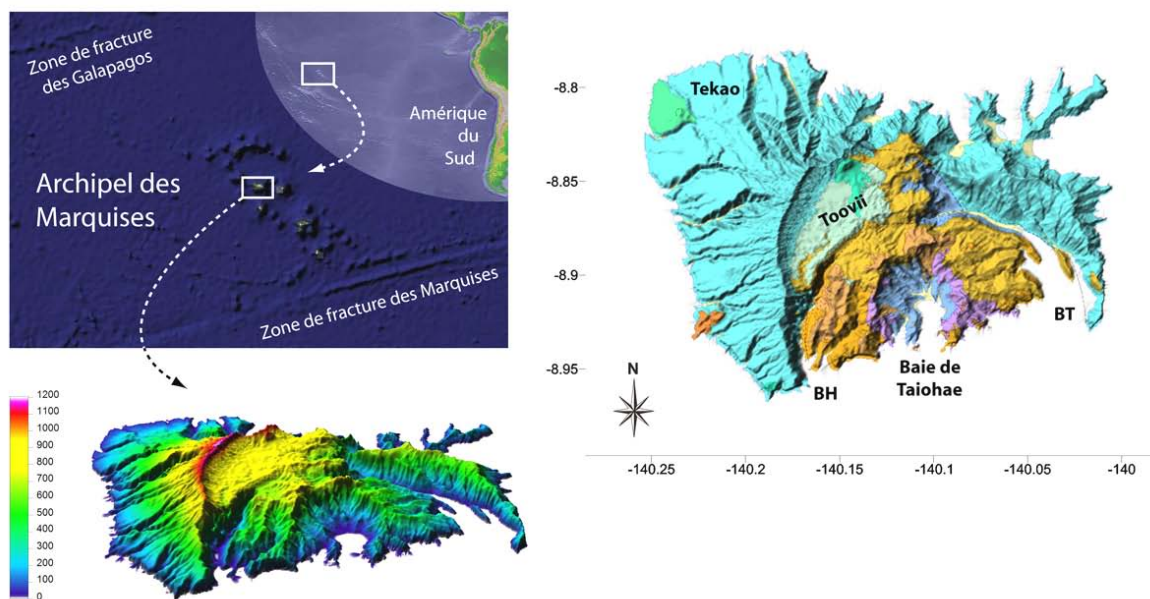 Zone de fracture
des Galapagos
Amérique
du
Sud
Archipel des
Marquises
Zone de fracture des Marquises
1200
1100
1000
900
800
700
600
500
400
300
200
100
0
-8.8
-8.85
-8.9
-8.95
Tekao
Toovii
BT
Baie de
Taiohae
BH
N
-140.25
-140.2
-140.15
-140.1
-140.05
-140